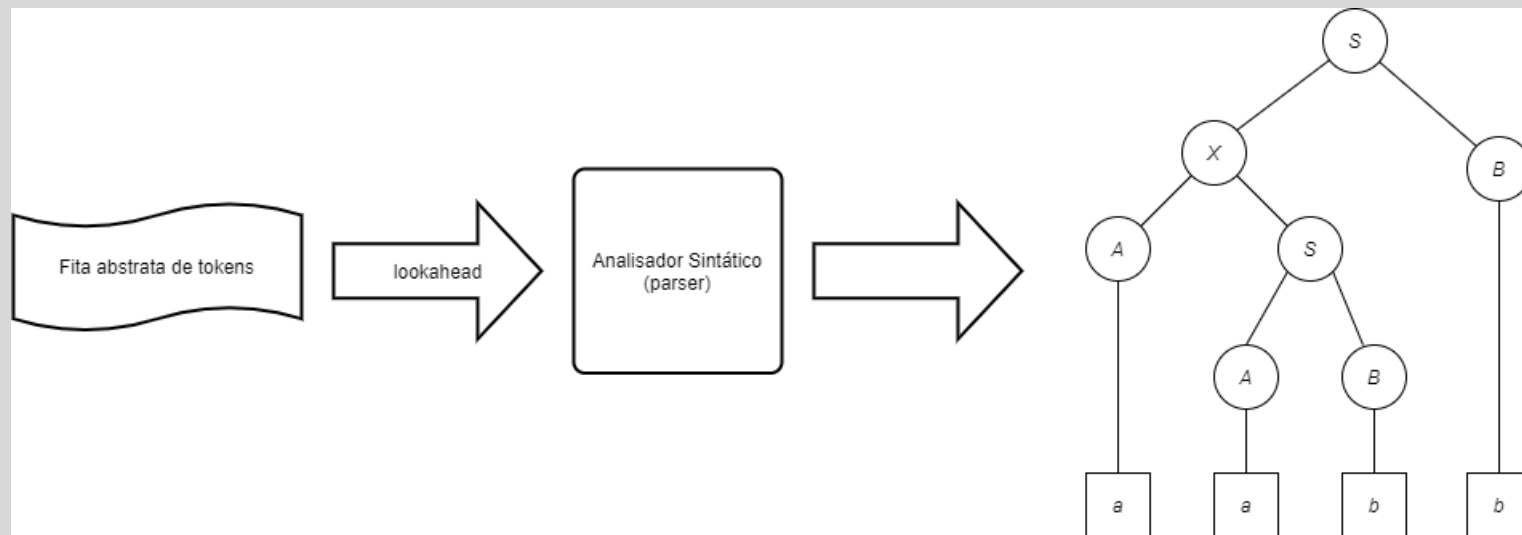 Fita abstrata de tokens
lookahead
Analisador Sintático
(parser)
S
X
B
A
S
A
B
a
a
b
b